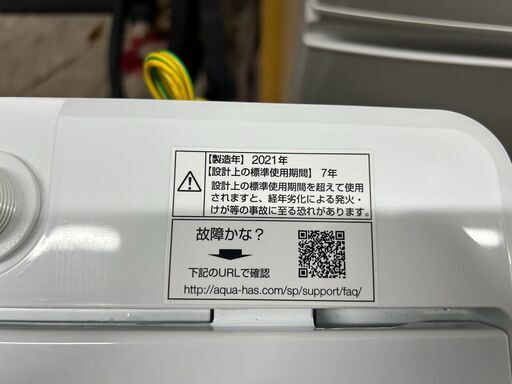 【製造年】2021年
【設計上の標準使用期間】7年
設計上の標準使用期間を超えて使用
されますと、経年劣化による発火・
けが等の事故に至る恐れがあります。
故障かな?
下記のURLで確認
http://aqua-has.com/sp/support/faq/